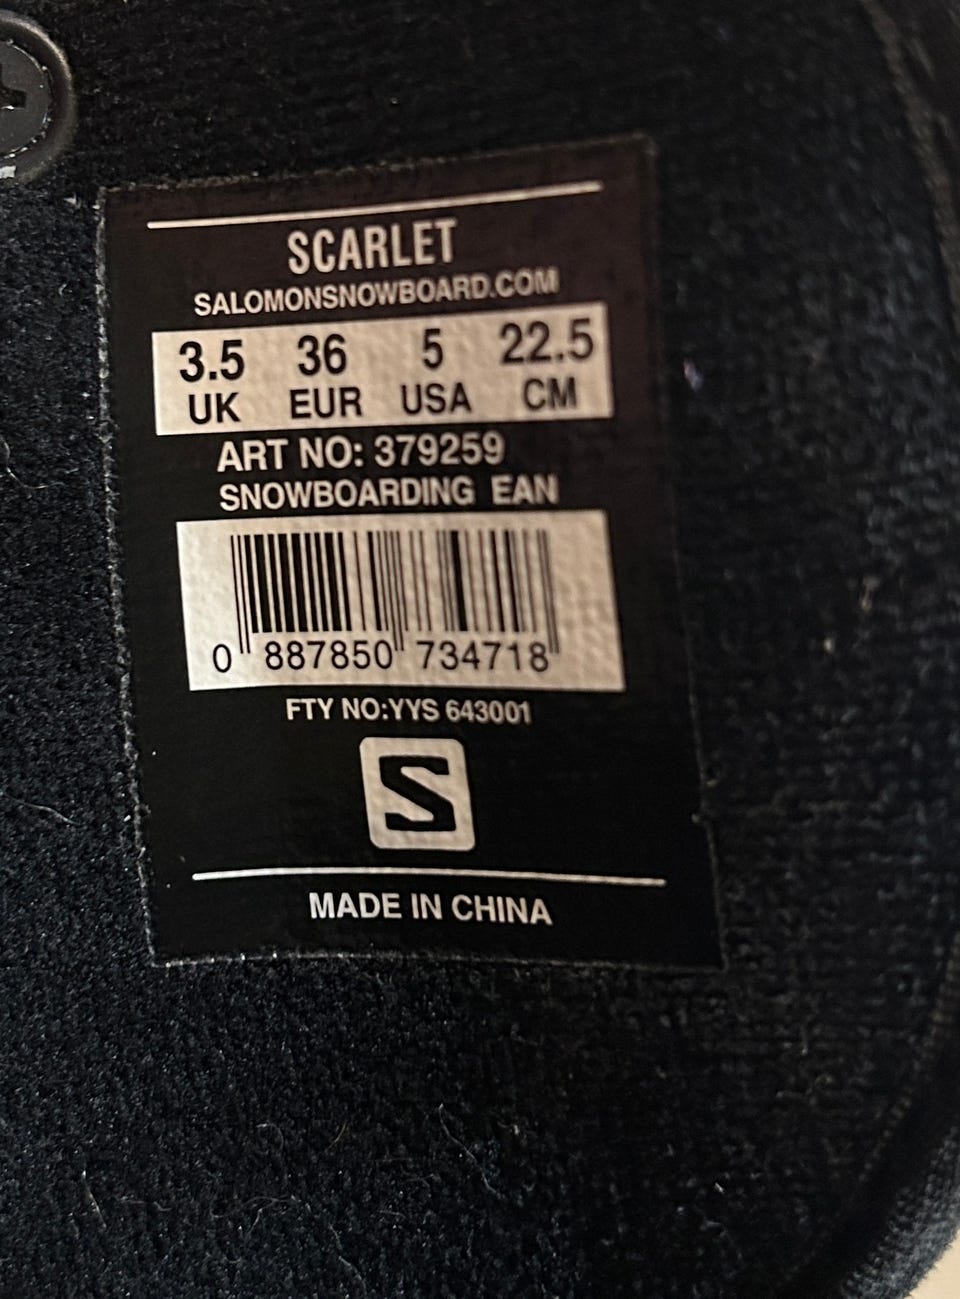 SCARLET
SALOMONSNOWBOARD.COM
3.5 36 5 22.5
UK EUR USA CM
ART NO: 379259
SNOWBOARDING EAN
0 887850 734718
FTY NO:YYS 643001
S
MADE IN CHINA